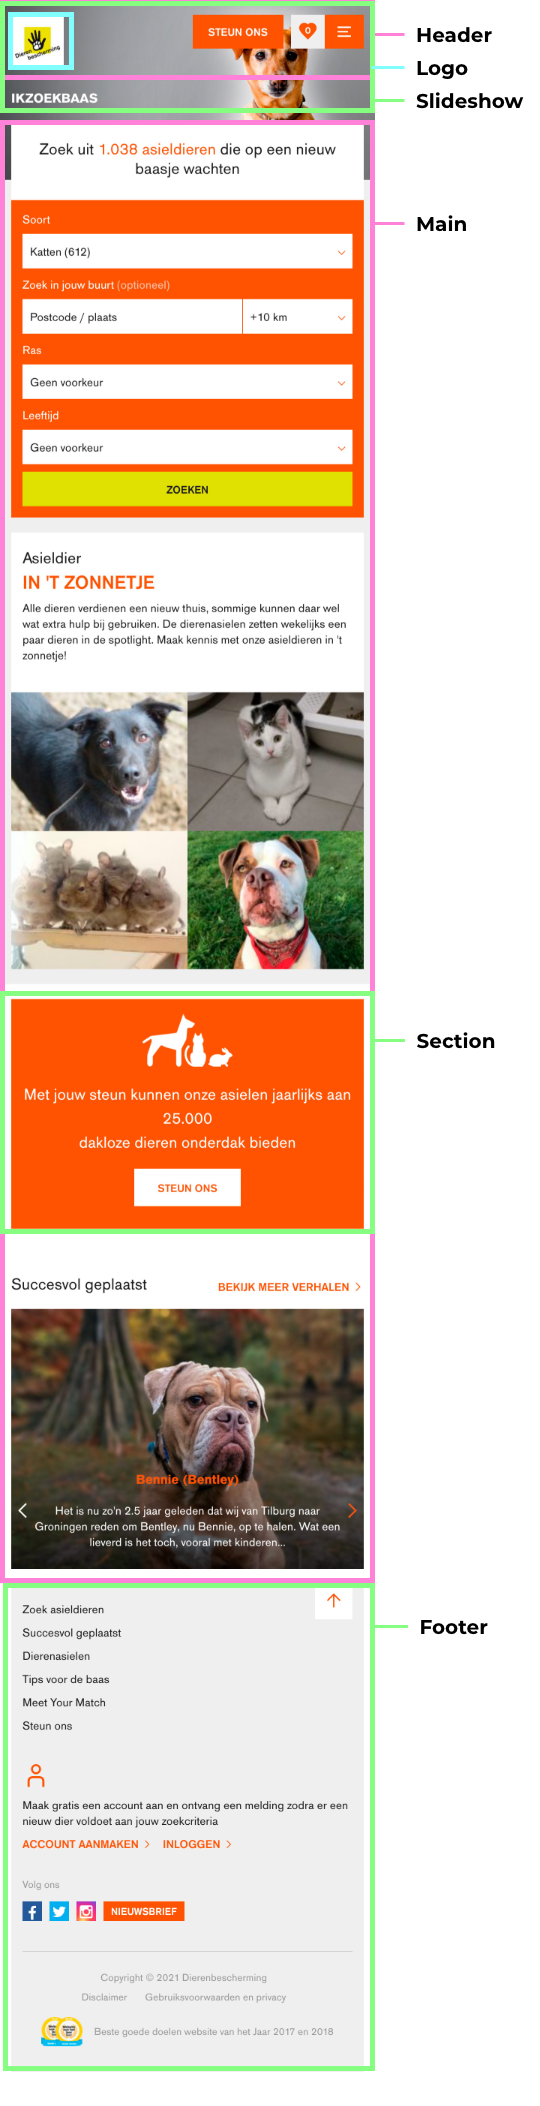 Dieren
bescherming
STEUN ONS
0
Header
Logo
IKZOEKBAAS
Slideshow
Zoek uit 1.038 asieldieren die op een nieuw
baasje wachten
Main
Soort
Katten (612)
Zoek in jouw buurt (optioneel)
Postcode / plaats
+10 km
Ras
Geen voorkeur
Leeftijd
Geen voorkeur
ZOEKEN
Asieldier
IN 'T ZONNETJE
Alle dieren verdienen een nieuw thuis, sommige kunnen daar wel
wat extra hulp bij gebruiken. De dierenasielen zetten wekelijks een
paar dieren in de spotlight. Maak kennis met onze asieldieren in 't
zonnetje!
Section
Met jouw steun kunnen onze asielen jaarlijks aan
25.000
dakloze dieren onderdak bieden
STEUN ONS
Succesvol geplaatst
BEKIJK MEER VERHALEN
Bennie (Bentley)
Het is nu zo'n 2.5 jaar geleden dat wij van Tilburg naar
Groningen reden om Bentley, nu Bennie, op te halen. Wat een
lieverd is het toch, vooral met kinderen...
Zoek asieldieren
Footer
Succesvol geplaatst
Dierenasielen
Tips voor de baas
Meet Your Match
Steun ons
Maak gratis een account aan en ontvang een melding zodra er een
nieuw dier voldoet aan jouw zoekcriteria
ACCOUNT AANMAKEN
INLOGGEN
Volg ons
NIEUWSBRIEF
Copyright © 2021 Dierenbescherming
Disclaimer
Gebruiksvoorwaarden en privacy
Beste goede doelen website van het Jaar 2017 en 2018